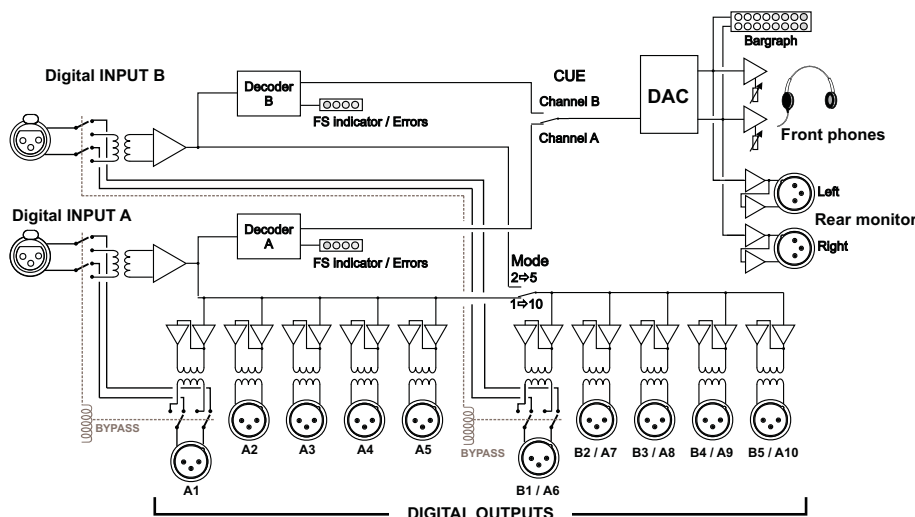 Bargraph
Digital INPUT B
Decoder
B
CUE
DAC
Channel B
FS indicator / Errors
Channel A
Front phones
Digital INPUT A
Left
Rear monitor
Decoder
A
Right
FS indicator / Errors
Mode
2⇨5
1⇨10
BYPASS
A1
A2
A3
A4
A5
BYPASS
B1 / A6
B2 / A7
B3 / A8
B4 / A9
B5 / A10
DIGITAL OUTPUTS